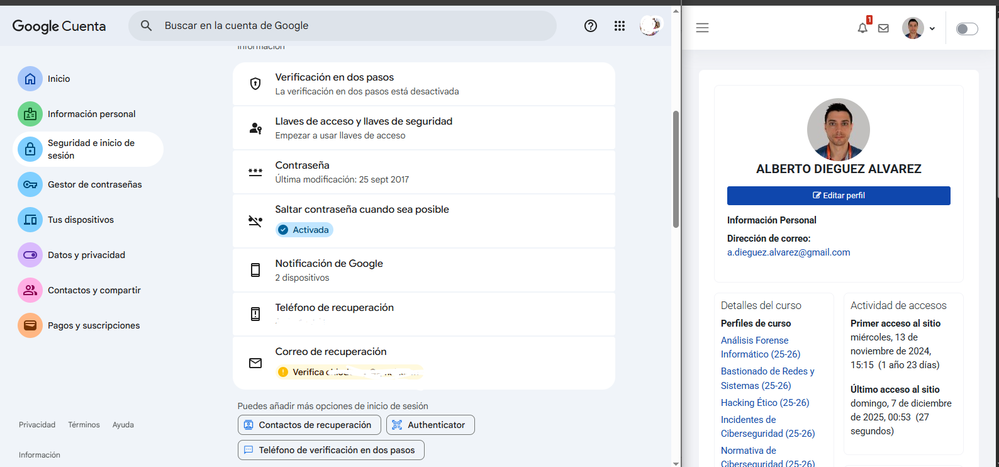 Google Cuenta
Buscar en la cuenta de Google
Información
Inicio
Información personal
Seguridad e inicio de
sesión
Gestor de contraseñas
Tus dispositivos
Datos y privacidad
Contactos y compartir
Pagos y suscripciones
Privacidad Términos Ayuda
Información
Verificación en dos pasos
La verificación en dos pasos está desactivada
Llaves de acceso y llaves de seguridad
Empezar a usar llaves de acceso
Contraseña
Última modificación: 25 sept 2017
Saltar contraseña cuando sea posible
Activada
Notificación de Google
2 dispositivos
Teléfono de recuperación
Correo de recuperación
Verifica
Puedes añadir más opciones de inicio de sesión
Contactos de recuperación
Authenticator
Teléfono de verificación en dos pasos
1
ALBERTO DIEGUEZ ALVAREZ
Editar perfil
Información Personal
Dirección de correo:
a.dieguez.alvarez@gmail.com
Detalles del curso
Perfiles de curso
Análisis Forense
Informático (25-26)
Bastionado de Redes y
Sistemas (25-26)
Hacking Ético (25-26)
Incidentes de
Ciberseguridad (25-26)
Normativa de
Ciberseguridad (25-26)
Actividad de accesos
Primer acceso al sitio
miércoles, 13 de
noviembre de 2024,
15:15 (1 año 23 días)
Último acceso al sitio
domingo, 7 de diciembre
de 2025, 00:53 (27
segundos)